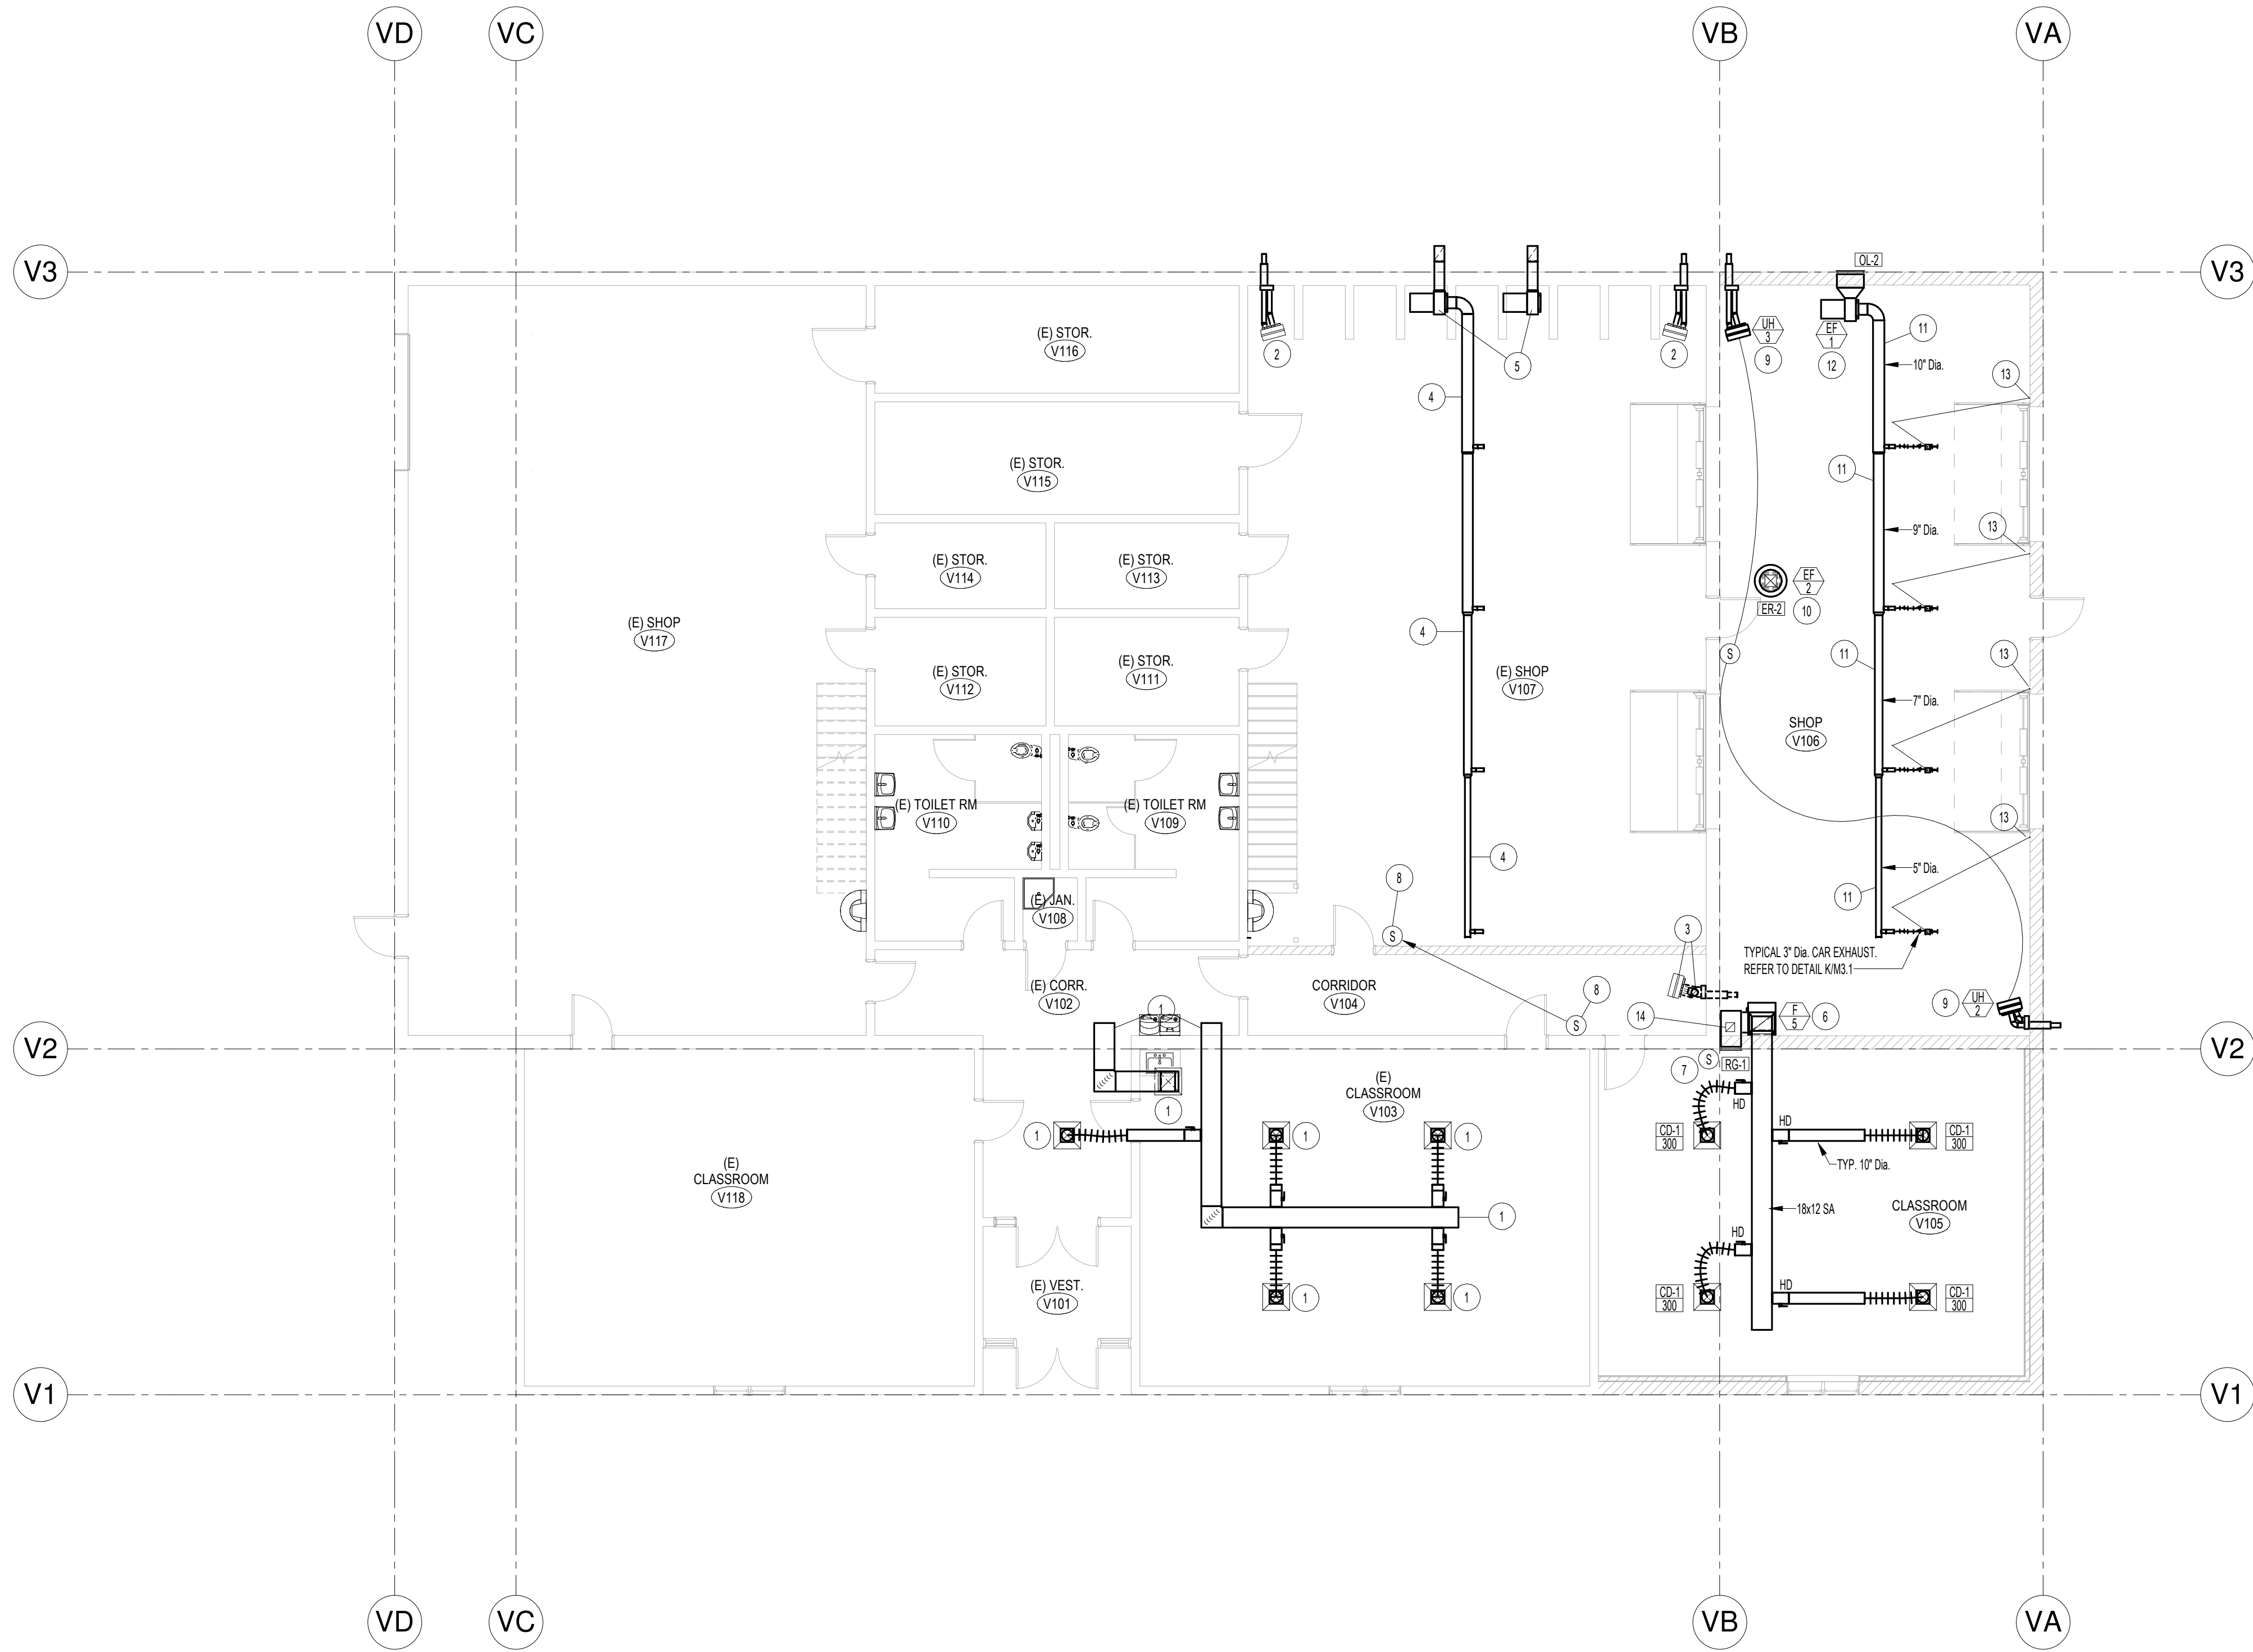 VD
VC
VB
VA
V3
V3
OL-2
(E) STOR.
V116
2
5
2
UH
3
9
EF
1
12
11
10" Dia.
13
4
(E) STOR.
V115
11
9" Dia.
13
(E) STOR.
V114
(E) STOR.
V113
EF
2
ER-2
10
(E) SHOP
V117
4
S
11
13
(E) STOR.
V112
(E) STOR.
V111
(E) SHOP
V107
7" Dia.
SHOP
V106
(E) TOILET RM
V110
(E) TOILET RM
V109
13
4
5" Dia.
8
11
(E) JAN.
V108
S
3
TYPICAL 3" Dia. CAR EXHAUST.
REFER TO DETAIL K/M3.1
(E) CORR.
V102
CORRIDOR
V104
8
1
S
14
F
5
6
9
UH
2
V2
V2
S
RG-1
7
(E)
CLASSROOM
V103
HD
1
1
1
1
CD-1
300
HD
CD-1
300
TYP. 10" Dia.
(E)
CLASSROOM
V118
1
18x12 SA
CLASSROOM
V105
HD
(E) VEST.
V101
1
1
CD-1
300
HD
CD-1
300
V1
V1
VD
VC
VB
VA